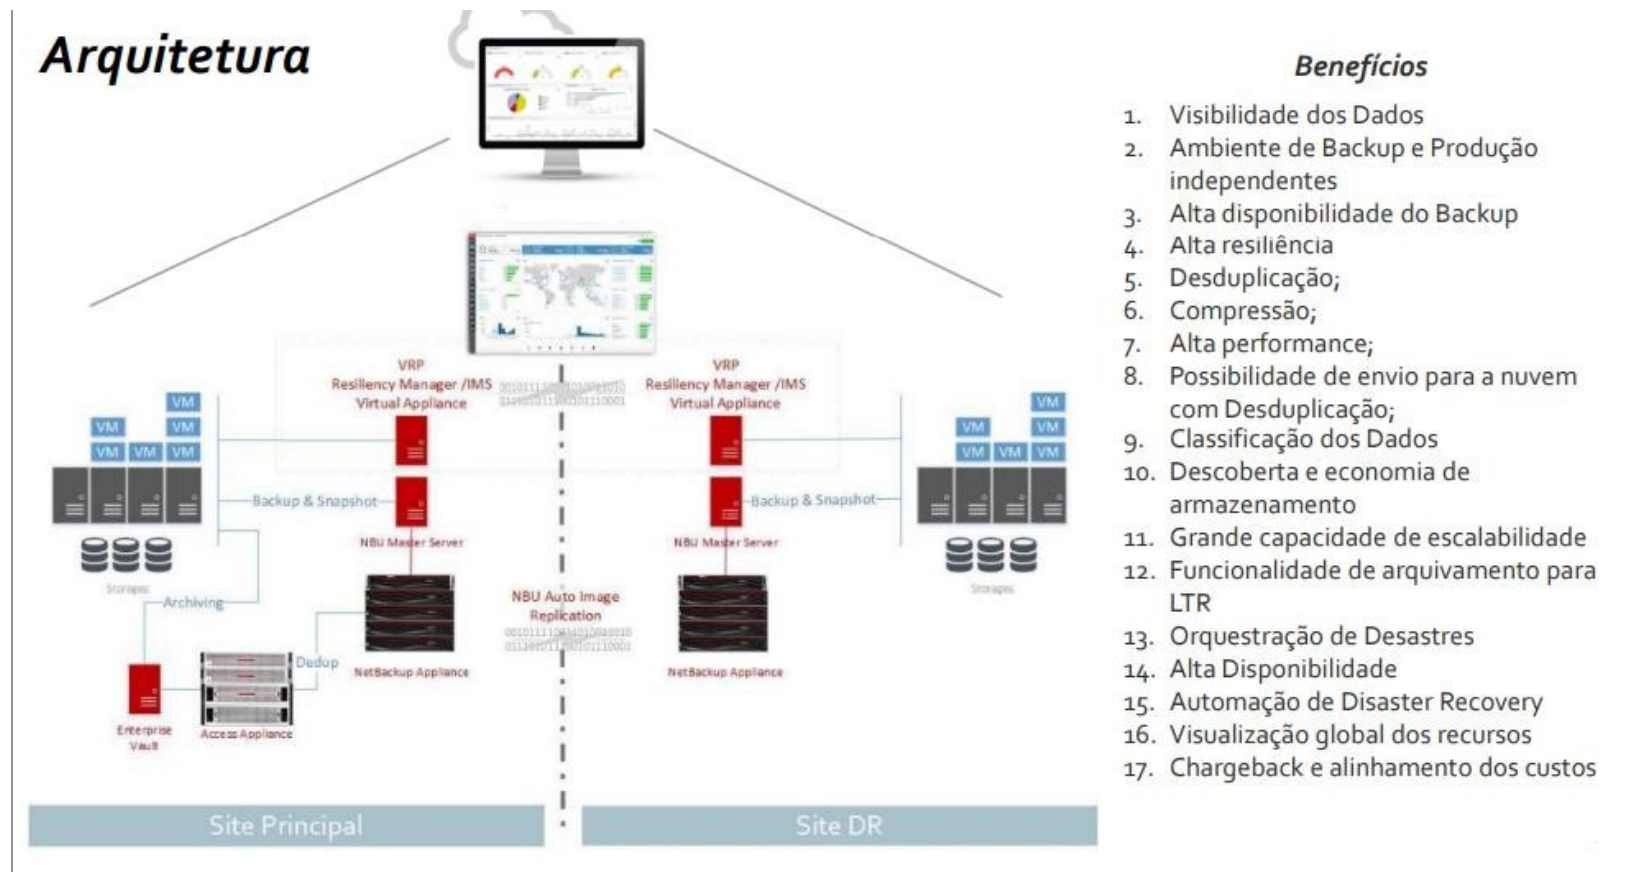 Arquitetura
VRP
Resiliency Manager /IMS
Virtual Appliance
VRP
Resiliency Manager /IMS
Virtual Appliance
VM
VM
VM
VM
VM
VM
VM
VM
VM
VM
VM
VM
Backup & Snapshot
Backup & Snapshot
NBU Master Server
NBU Master Server
Storages
Storages
Archiving
NBU Auto Image
Replication
Dedup
NetBackup Appliance
NetBackup Appliance
Enterprise
Vault
Access Appliance
Site Principal
Site DR
Benefícios
1. Visibilidade dos Dados
2. Ambiente de Backup e Produção
independentes
3. Alta disponibilidade do Backup
4. Alta resiliência
5. Desduplicação;
6. Compressão;
7. Alta performance;
8. Possibilidade de envio para a nuvem
com Desduplicação;
9. Classificação dos Dados
10. Descoberta e economia de
armazenamento
11. Grande capacidade de escalabilidade
12. Funcionalidade de arquivamento para
LTR
13. Orquestração de Desastres
14. Alta Disponibilidade
15. Automação de Disaster Recovery
16. Visualização global dos recursos
17. Chargeback e alinhamento dos custos